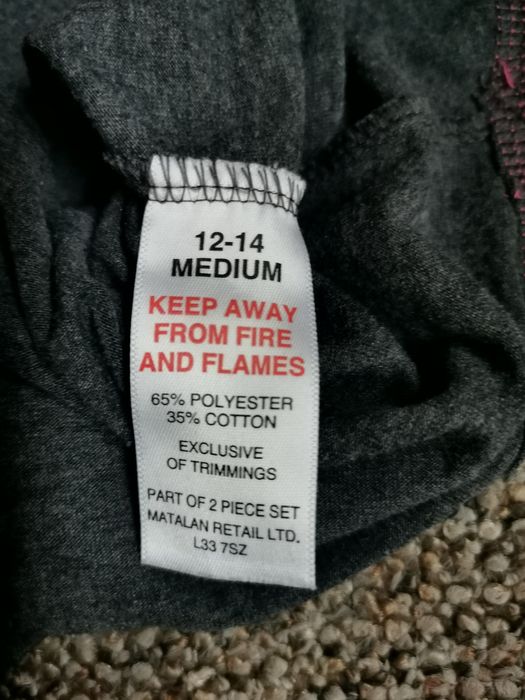 12-14
MEDIUM
KEEP AWAY
FROM FIRE
AND FLAMES
65% POLYESTER
35% COTTON
EXCLUSIVE
OF TRIMMINGS
PART OF 2 PIECE SET
MATALAN RETAIL LTD.
L33 7SZ